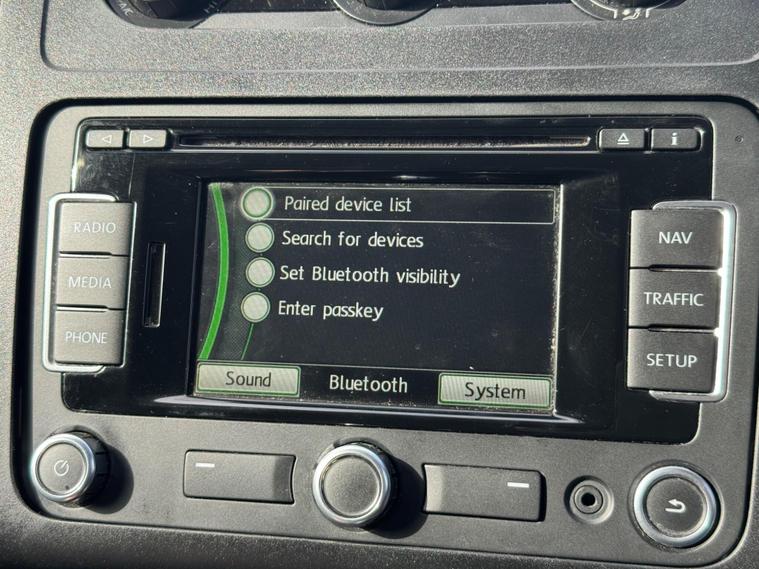 RADIO
MEDIA
PHONE
Paired device list
Search for devices
Set Bluetooth visibility
Enter passkey
Sound
Bluetooth
System
NAV
TRAFFIC
SETUP